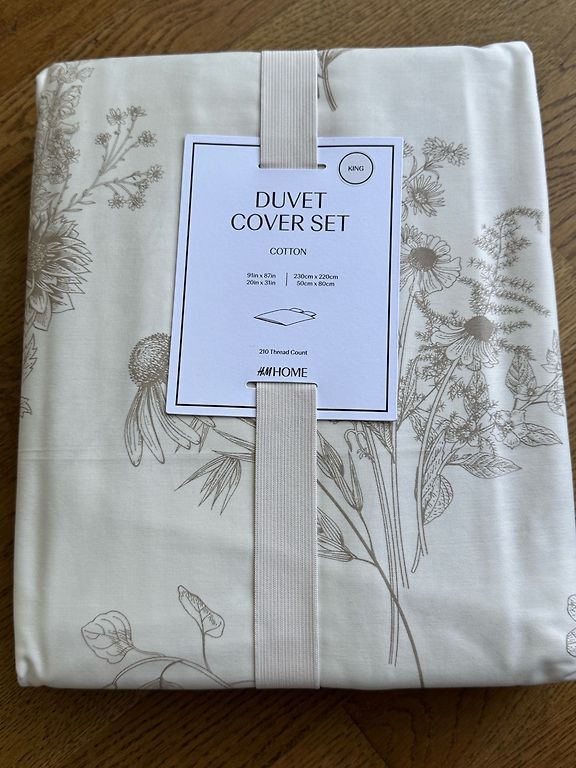 KING
DUVET
COVER SET
COTTON
91in x 87in | 230cm x 220cm
20in x 31in | 50cm x 80cm
210 Thread Count
H&M HOME